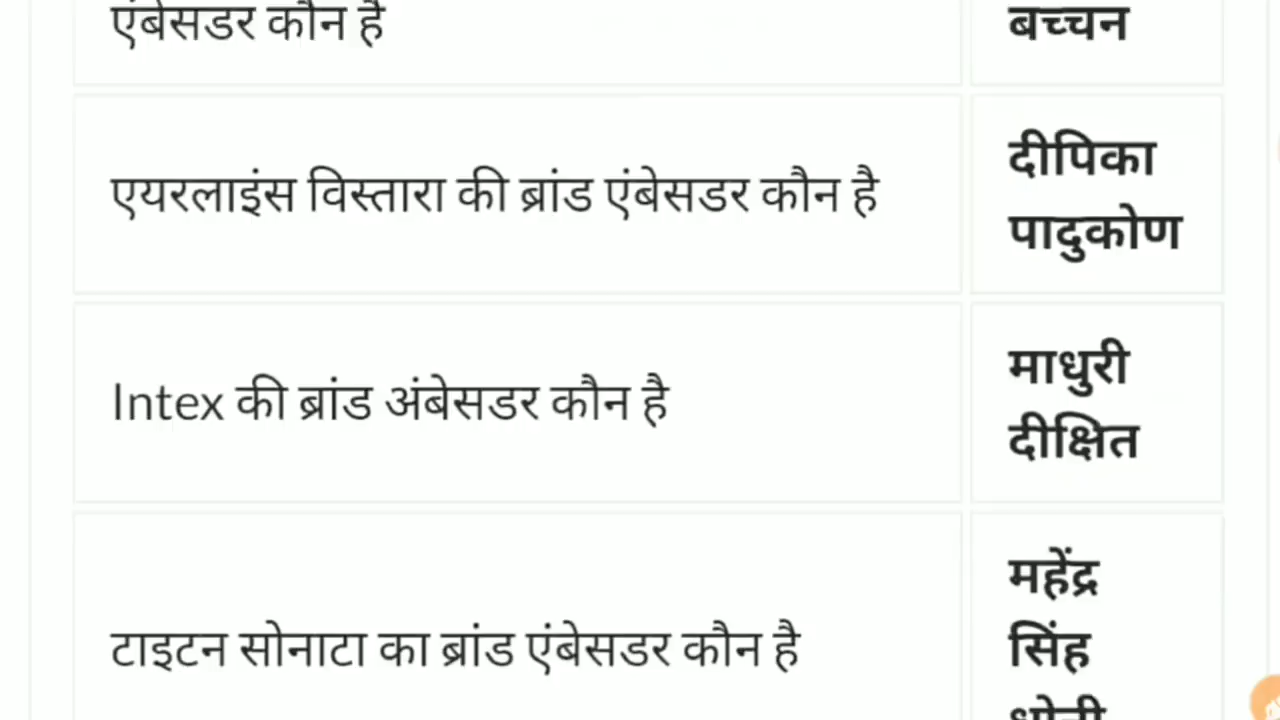 एंबेसडर कौन है
बच्चन
एयरलाइंस विस्तारा की ब्रांड एंबेसडर कौन है
दीपिका
पादुकोण
Intex की ब्रांड अंबेसडर कौन है
माधुरी
दीक्षित
टाइटन सोनाटा का ब्रांड एंबेसडर कौन है
महेंद्र
सिंह